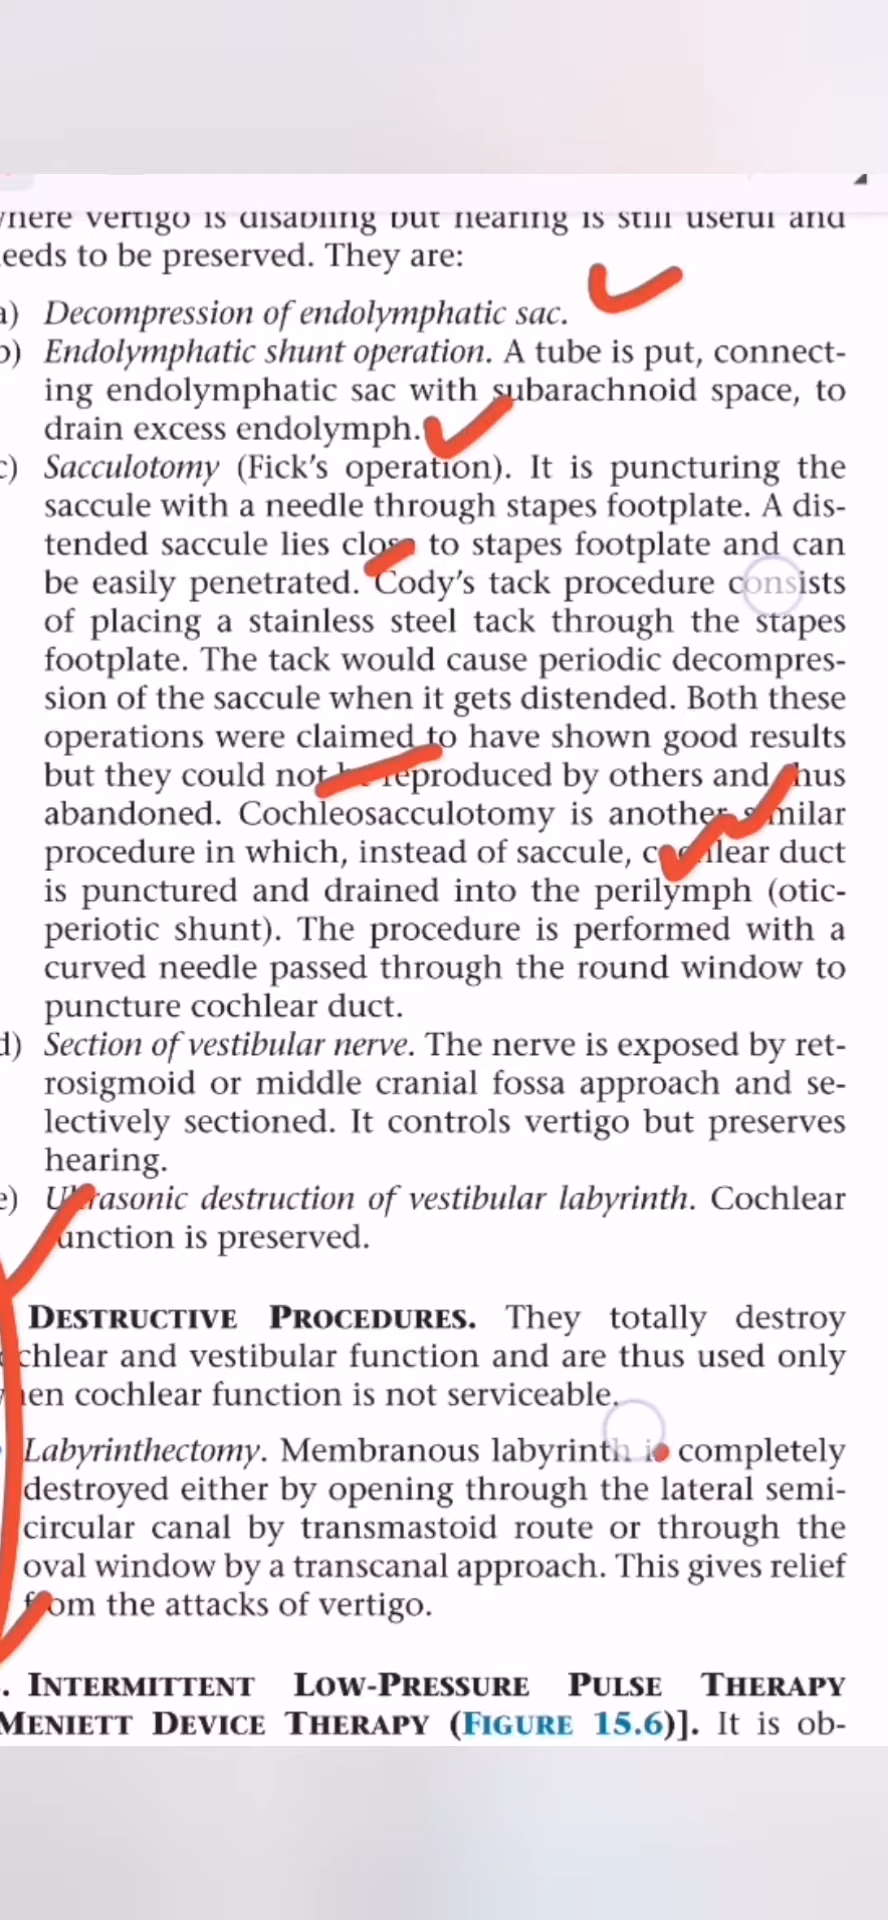 where vertigo is disabling but hearing is still useful and
eeds to be preserved. They are:
a) Decompression of endolymphatic sac.
b) Endolymphatic shunt operation. A tube is put, connect-
ing endolymphatic sac with subarachnoid space, to
drain excess endolymph.
c) Sacculotomy (Fick's operation). It is puncturing the
saccule with a needle through stapes footplate. A dis-
tended saccule lies close to stapes footplate and can
be easily penetrated. Cody's tack procedure consists
of placing a stainless steel tack through the stapes
footplate. The tack would cause periodic decompres-
sion of the saccule when it gets distended. Both these
operations were claimed to have shown good results
but they could not be reproduced by others and thus
abandoned. Cochleosacculotomy is another similar
procedure in which, instead of saccule, cochlear duct
is punctured and drained into the perilymph (otic-
periotic shunt). The procedure is performed with a
curved needle passed through the round window to
puncture cochlear duct.
d) Section of vestibular nerve. The nerve is exposed by ret-
rosigmoid or middle cranial fossa approach and se-
lectively sectioned. It controls vertigo but preserves
hearing.
e) Ultrasonic destruction of vestibular labyrinth. Cochlear
function is preserved.
DESTRUCTIVE PROCEDURES. They totally destroy
chlear and vestibular function and are thus used only
en cochlear function is not serviceable.
Labyrinthectomy. Membranous labyrinth is completely
destroyed either by opening through the lateral semi-
circular canal by transmastoid route or through the
oval window by a transcanal approach. This gives relief
from the attacks of vertigo.
. INTERMITTENT LOW-PRESSURE PULSE THERAPY
MENIETT DEVICE THERAPY (FIGURE 15.6)]. It is ob-